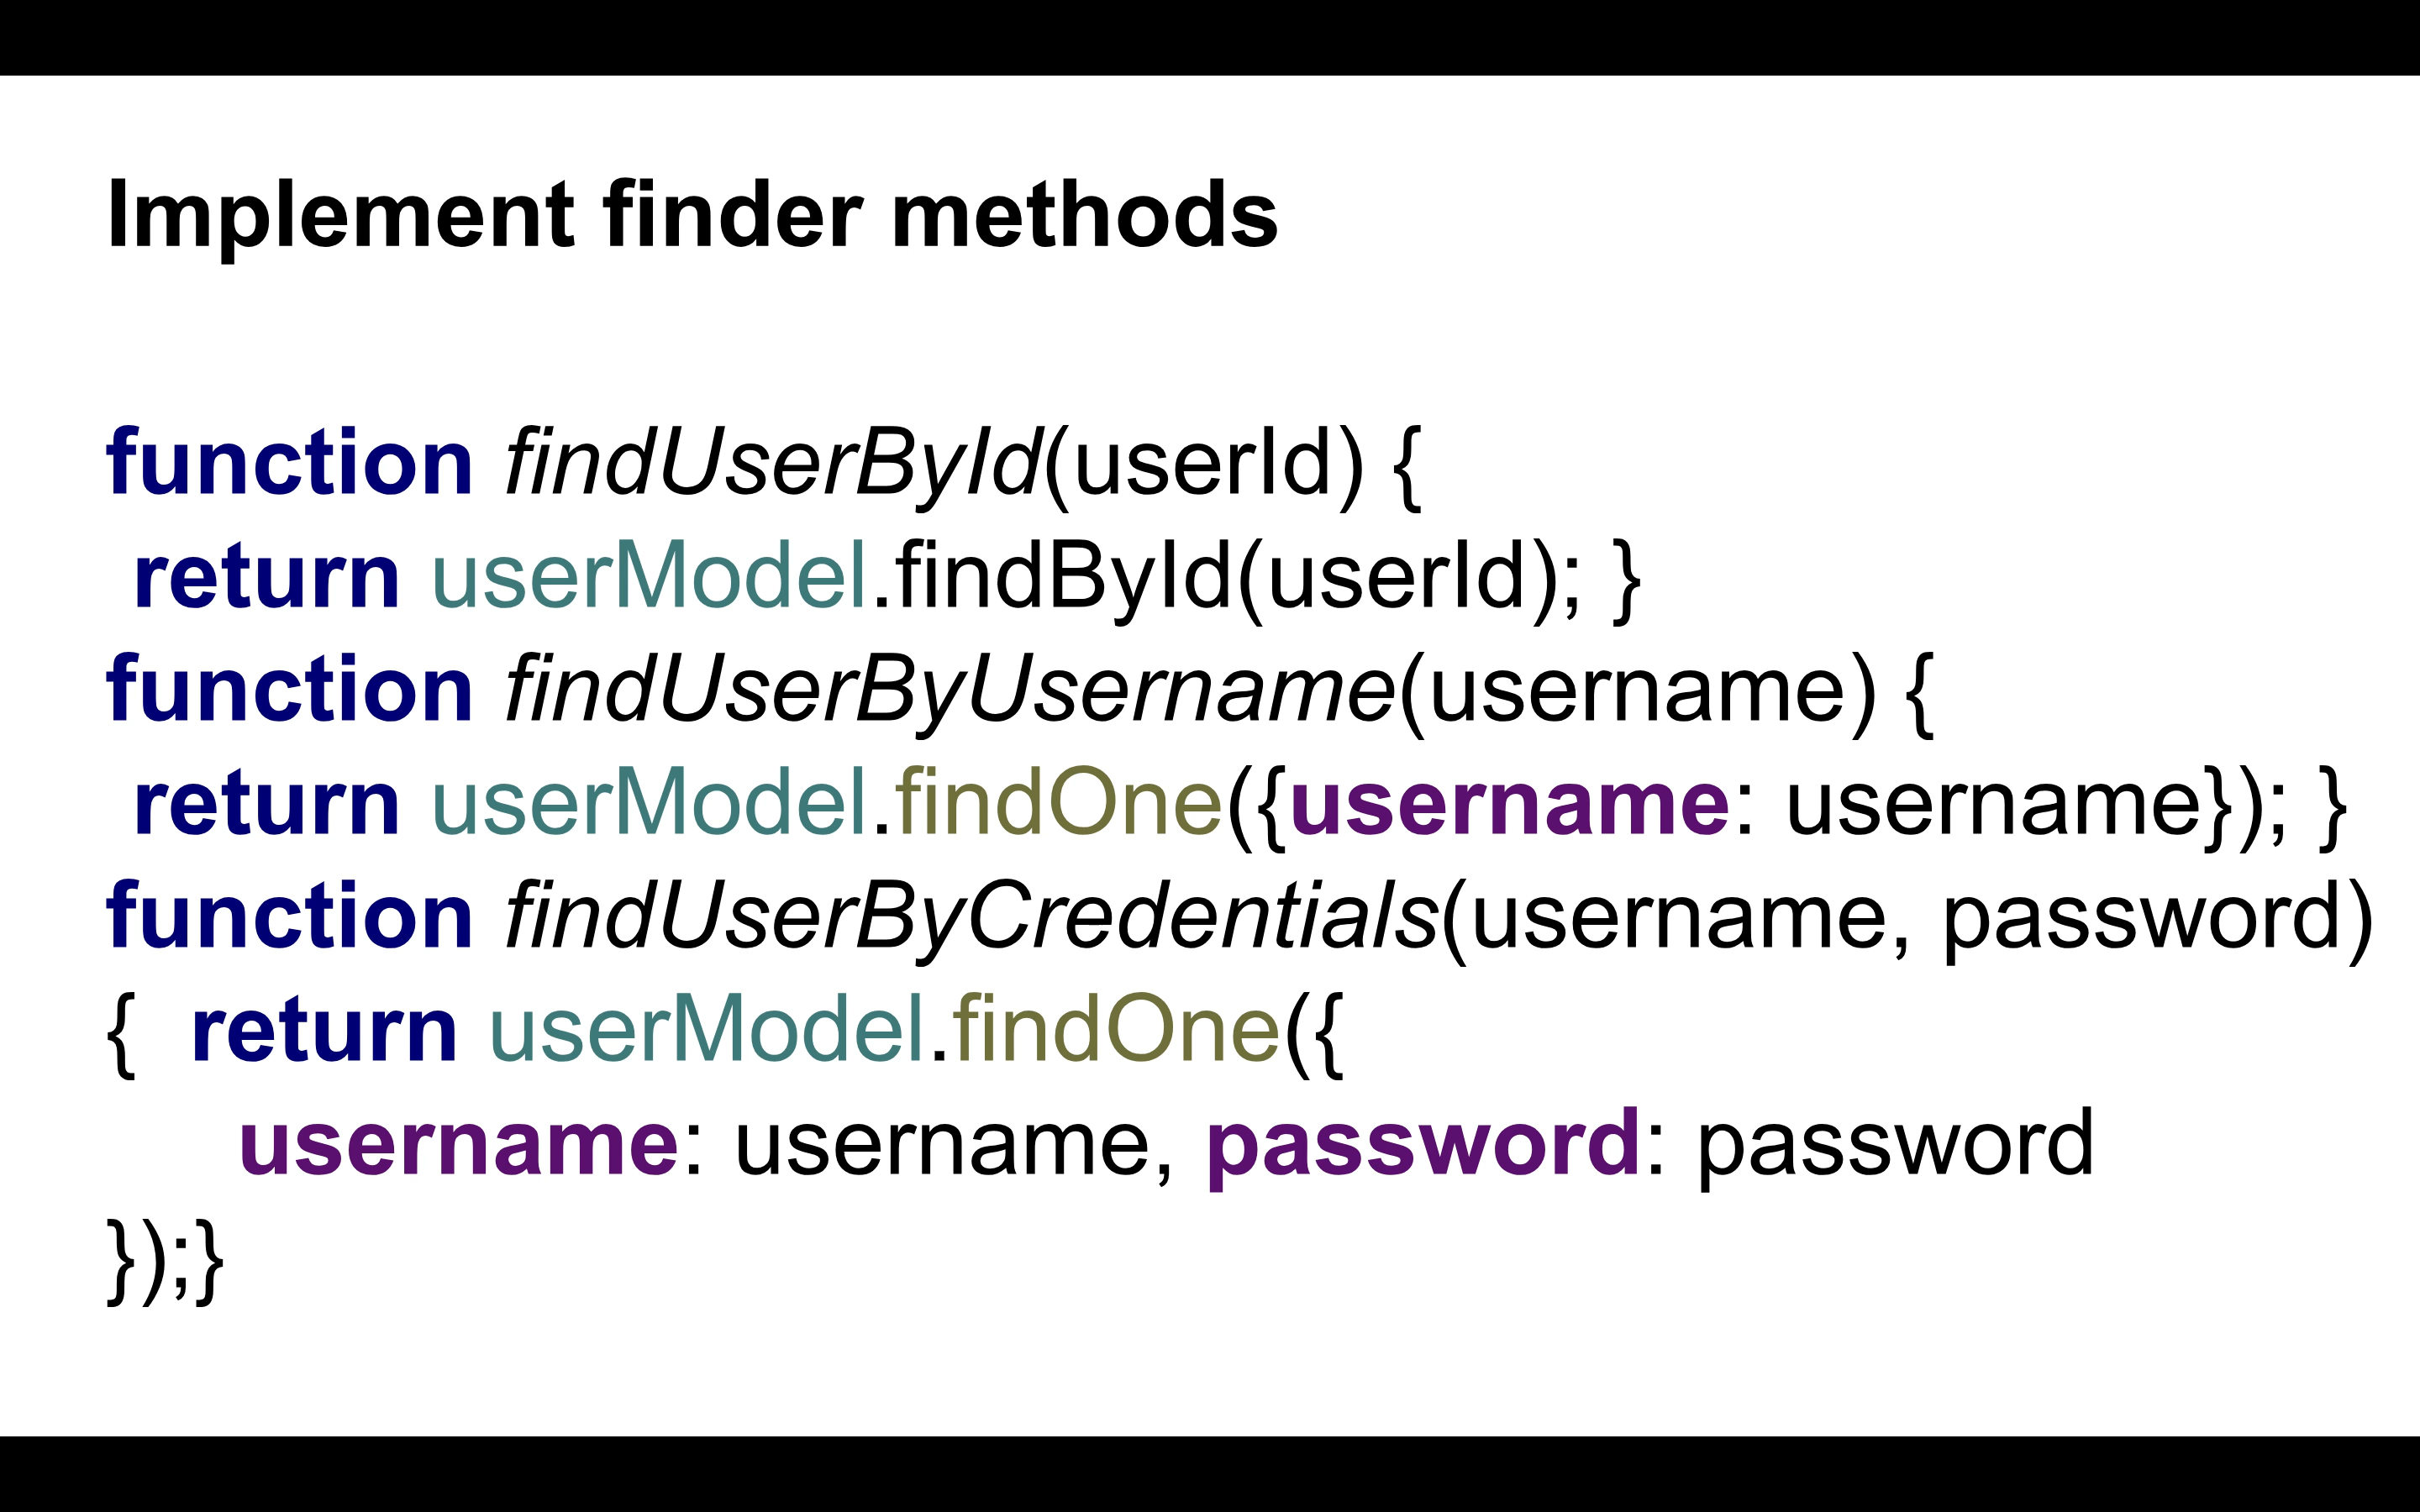 Implement finder methods
function findUserById(userId) {
 return userModel.findById(userId); }
function findUserByUsername(username) {
 return userModel.findOne({username: username}); }
function findUserByCredentials(username, password)
{  return userModel.findOne({
    username: username, password: password
});}